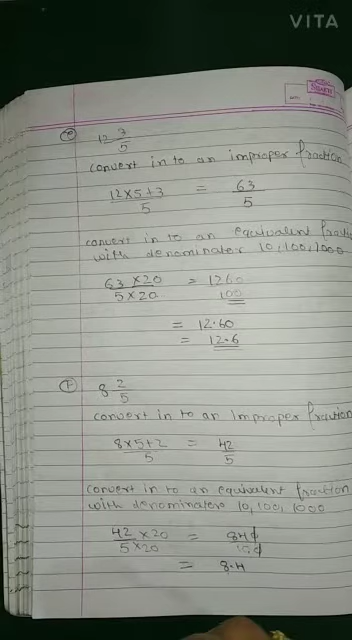 VITA
12 3/5
convert in to an improper fraction
12×5+3/5 = 63/5
convert in to an equivalent fracti
with denominator 10,100,1000
63×20/5×20 = 1260/100
= 12.60
= 12.6
F 8 2/5
convert in to an improper fraction
8×5+2/5 = 42/5
convert in to an equivalent fraction
with denominators 10,100,1000
42×20/5×20 = 840/100
= 8.4